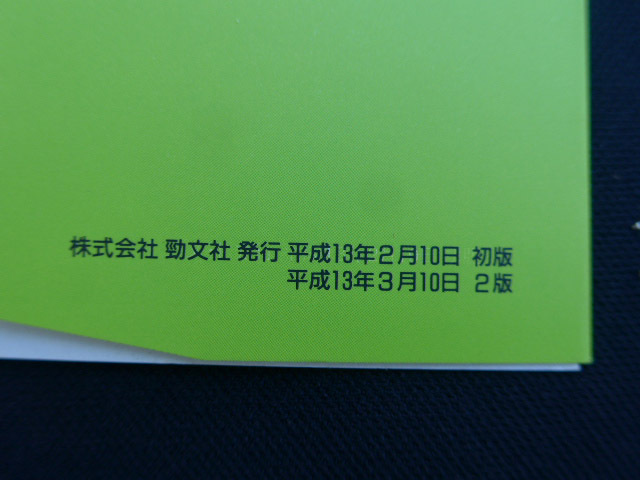 株式会社 勁文社 発行 平成13年2月10日 初版
平成13年3月10日 2版